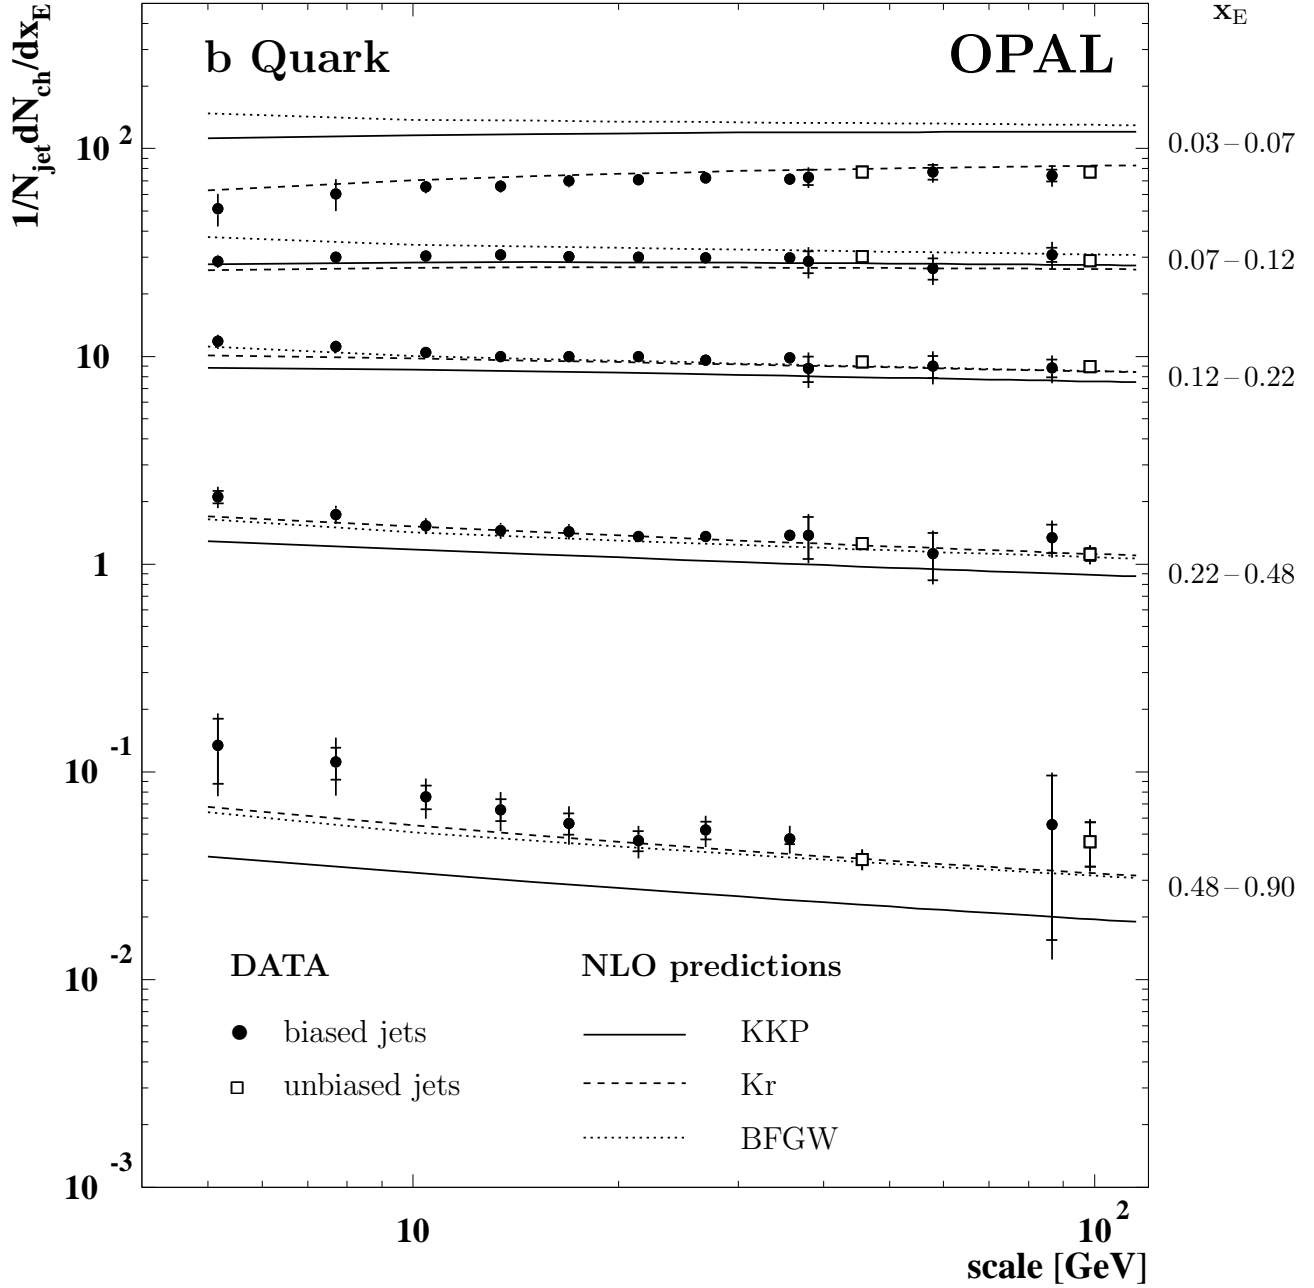 x_E
b Quark
OPAL
1/N_jet dN_ch/dx_E
10^2
10
1
10^-1
10^-2
10^-3
0.03−0.07
0.07−0.12
0.12−0.22
0.22−0.48
0.48−0.90
DATA
biased jets
unbiased jets
NLO predictions
KKP
Kr
BFGW
10
10^2
scale [GeV]